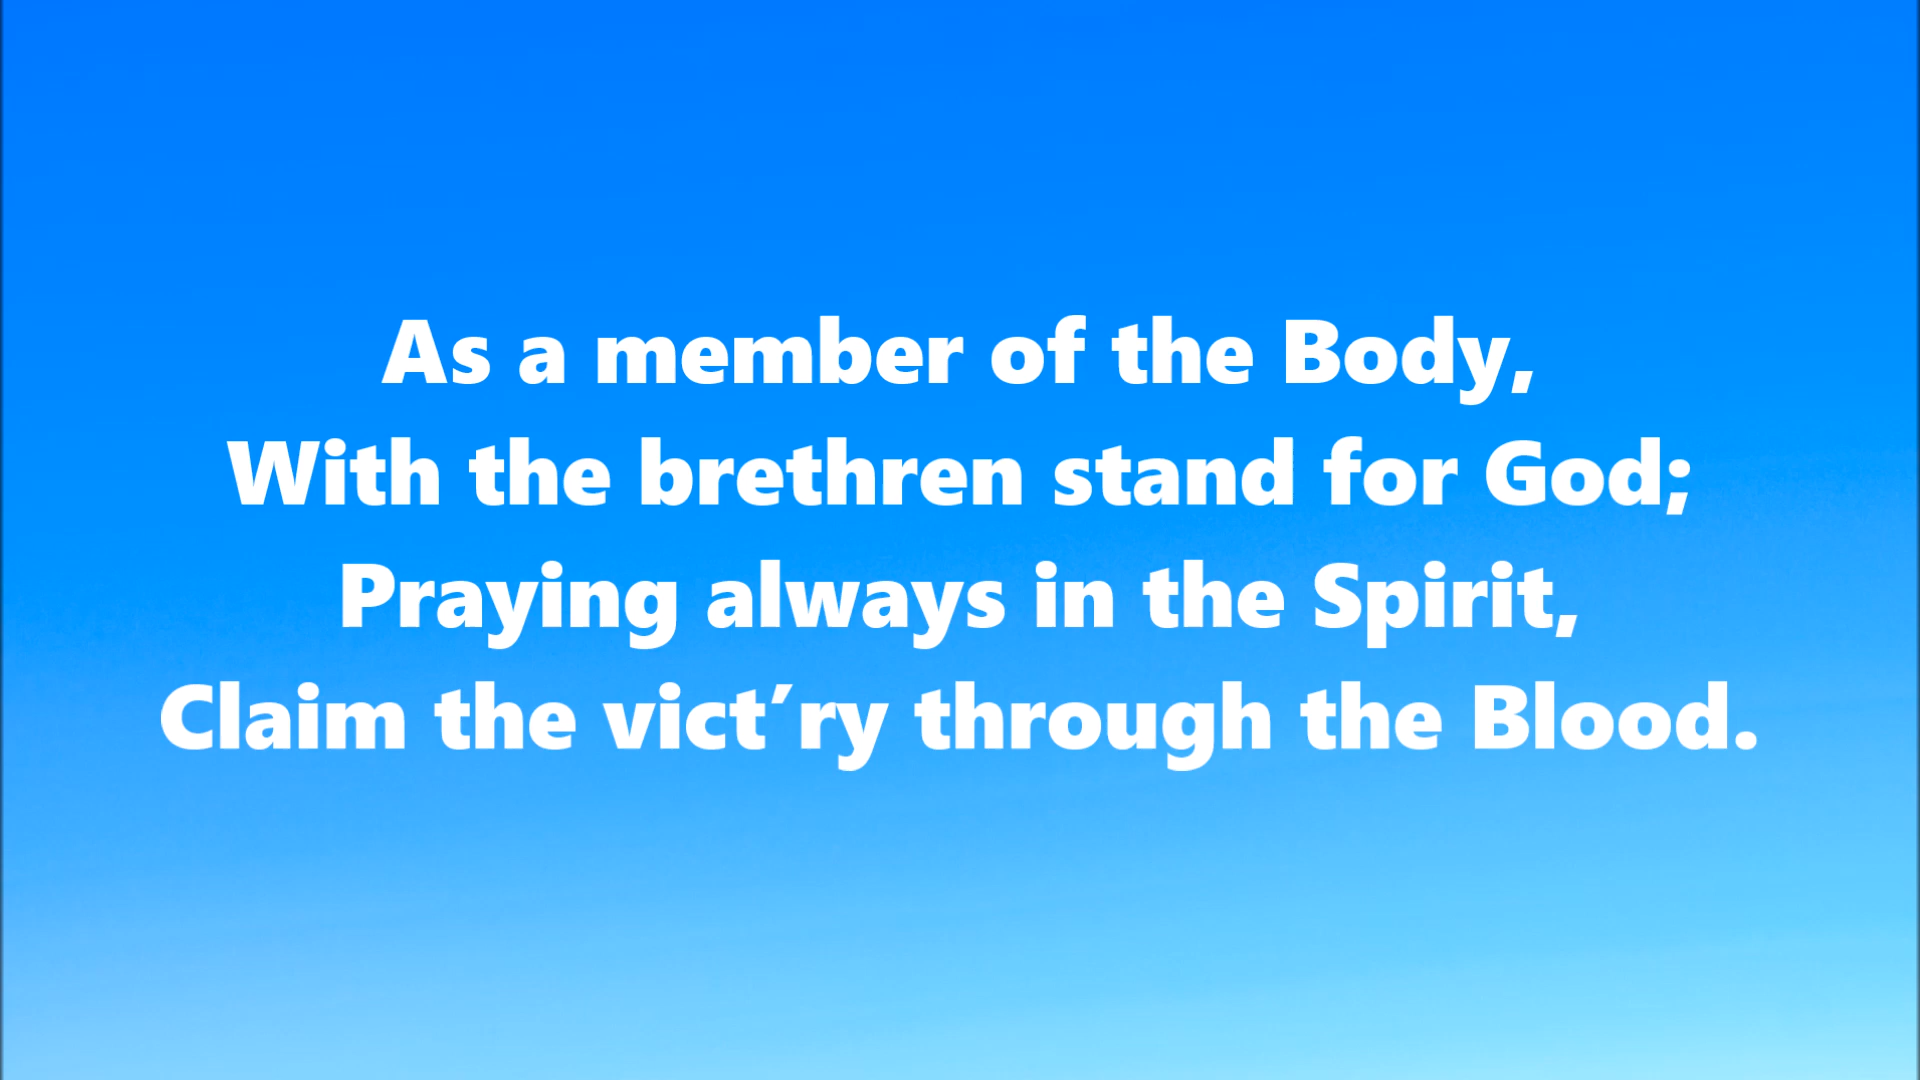 As a member of the Body,
With the brethren stand for God;
Praying always in the Spirit,
Claim the vict’ry through the Blood.